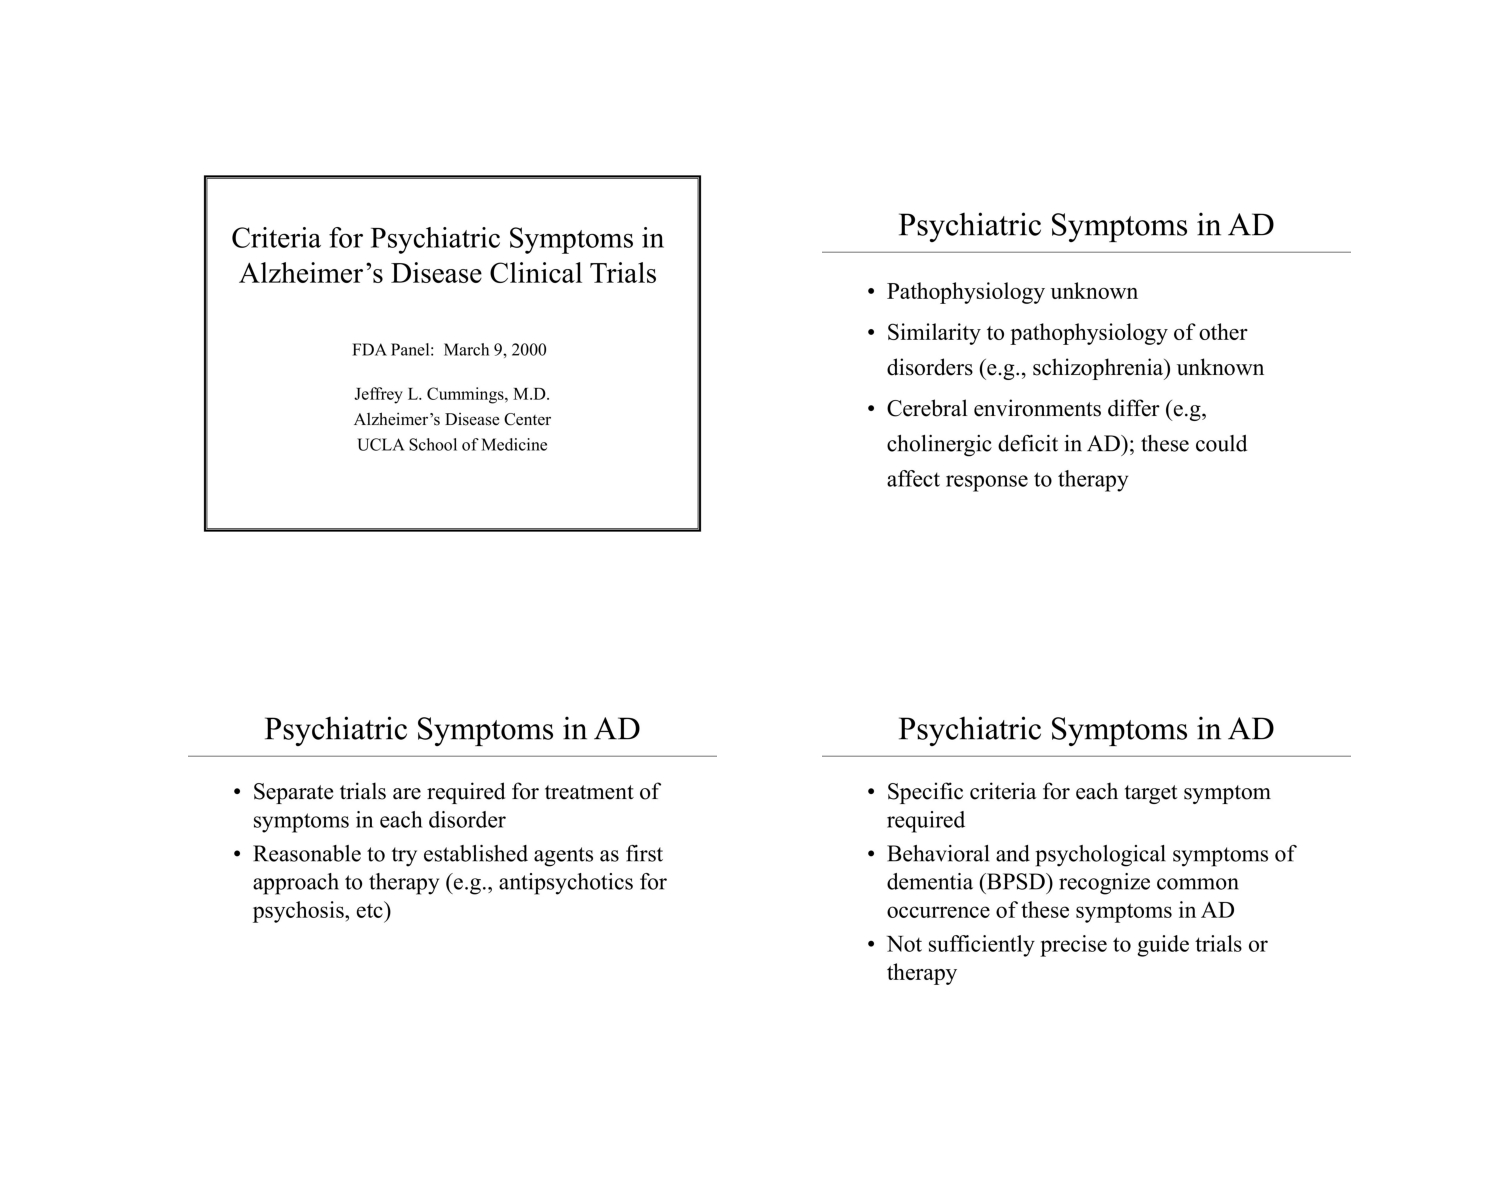 Criteria for Psychiatric Symptoms in
Alzheimer’s Disease Clinical Trials
FDA Panel:  March 9, 2000
Jeffrey L. Cummings, M.D.
Alzheimer’s Disease Center
UCLA School of Medicine
Psychiatric Symptoms in AD
• Pathophysiology unknown
• Similarity to pathophysiology of other
disorders (e.g., schizophrenia) unknown
• Cerebral environments differ (e.g,
cholinergic deficit in AD); these could
affect response to therapy
Psychiatric Symptoms in AD
• Separate trials are required for treatment of
symptoms in each disorder
• Reasonable to try established agents as first
approach to therapy (e.g., antipsychotics for
psychosis, etc)
Psychiatric Symptoms in AD
• Specific criteria for each target symptom
required
• Behavioral and psychological symptoms of
dementia (BPSD) recognize common
occurrence of these symptoms in AD
• Not sufficiently precise to guide trials or
therapy